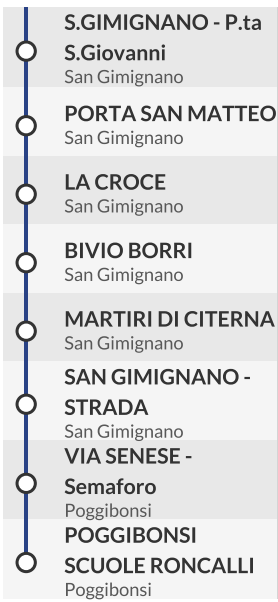 S.GIMIGNANO - P.ta
S.Giovanni
San Gimignano
PORTA SAN MATTEO
San Gimignano
LA CROCE
San Gimignano
BIVIO BORRI
San Gimignano
MARTIRI DI CITERNA
San Gimignano
SAN GIMIGNANO -
STRADA
San Gimignano
VIA SENESE -
Semaforo
Poggibonsi
POGGIBONSI
SCUOLE RONCALLI
Poggibonsi